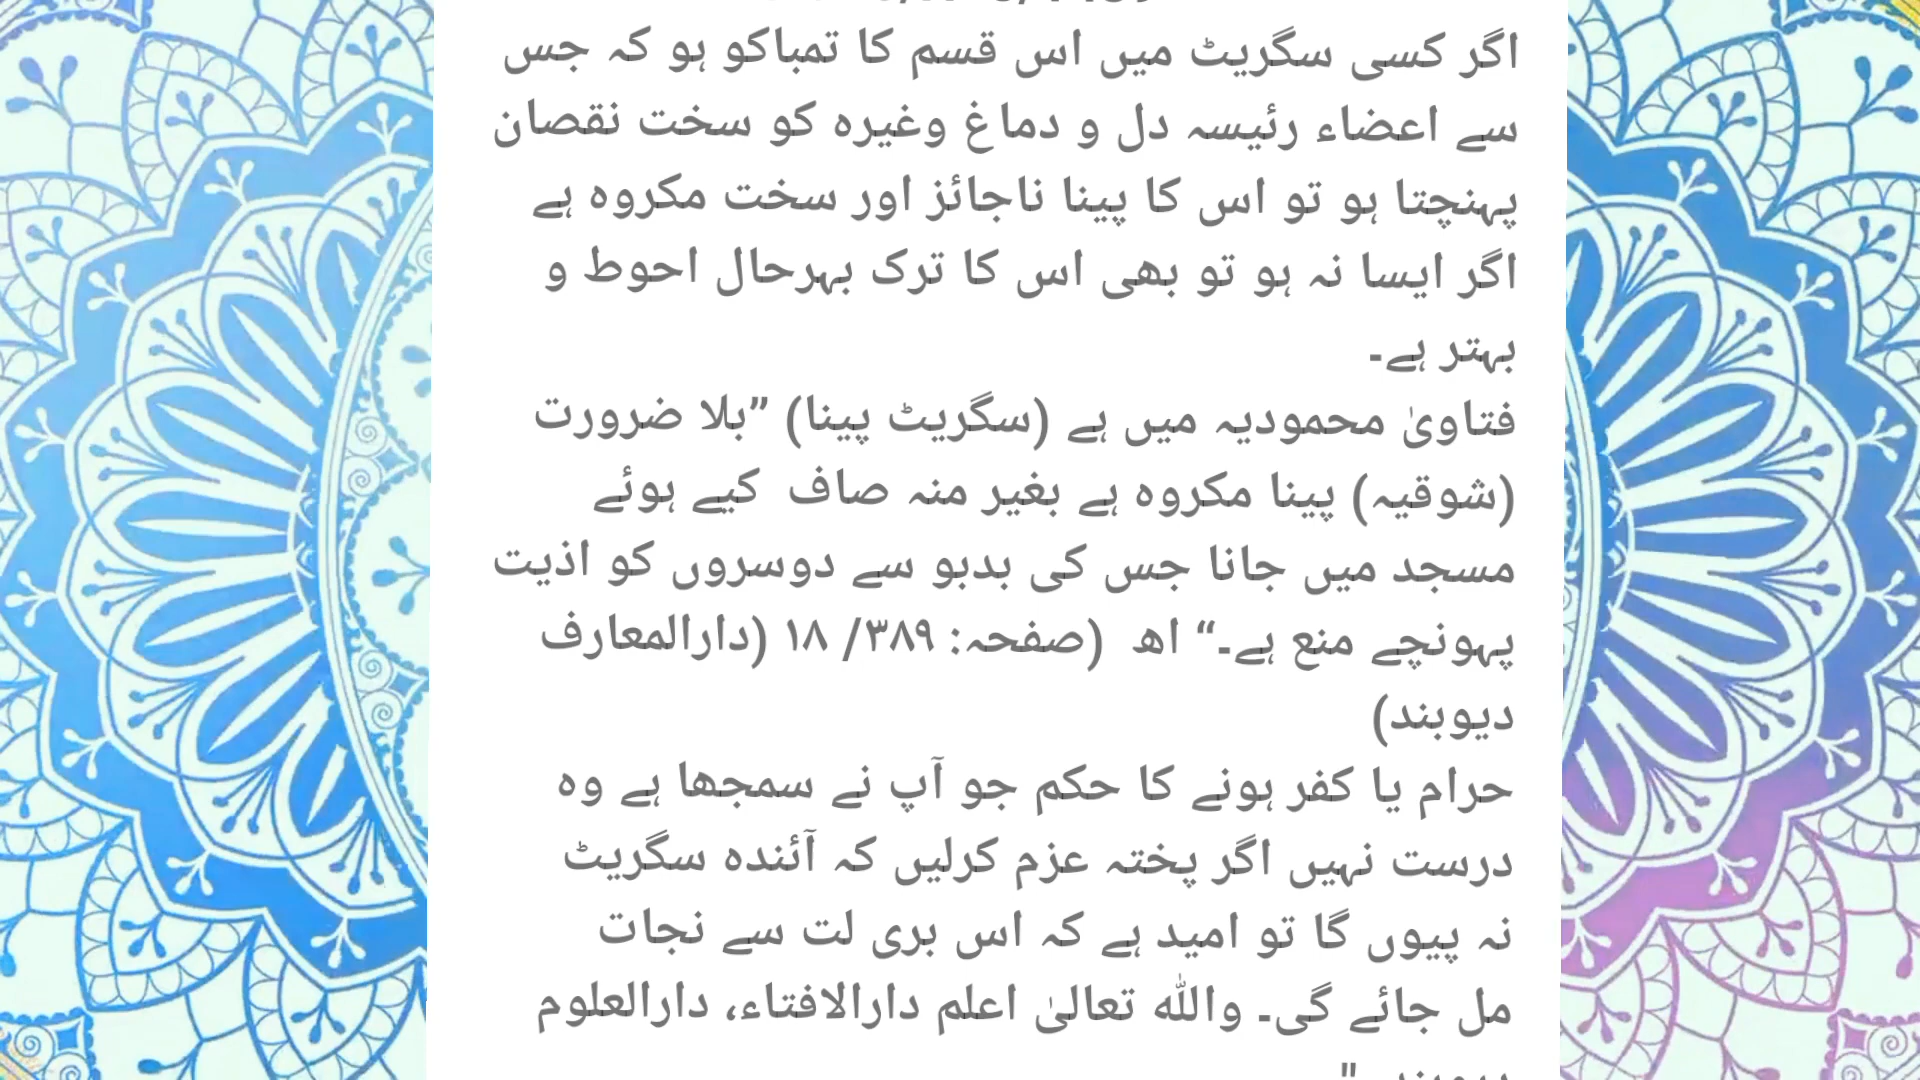 اگر کسی سگریٹ میں اس قسم کا تمباکو ہو کہ جس
سے اعضاء رئیسہ دل و دماغ وغیرہ کو سخت نقصان
پہنچتا ہو تو اس کا پینا ناجائز اور سخت مکروہ ہے
اگر ایسا نہ ہو تو بھی اس کا ترک بہرحال احوط و
بہتر ہے۔
فتاویٰ محمودیہ میں ہے (سگریٹ پینا) ”بلا ضرورت
(شوقیہ) پینا مکروہ ہے بغیر منہ صاف کیے ہوئے
مسجد میں جانا جس کی بدبو سے دوسروں کو اذیت
پہونچے منع ہے۔“ اھ (صفحہ: ۳۸۹/ ۱۸ (دارالمعارف
دیوبند)
حرام یا کفر ہونے کا حکم جو آپ نے سمجھا ہے وہ
درست نہیں اگر پختہ عزم کرلیں کہ آئندہ سگریٹ
نہ پیوں گا تو امید ہے کہ اس بری لت سے نجات
مل جائے گی۔ واللہ تعالیٰ اعلم دارالافتاء، دارالعلوم